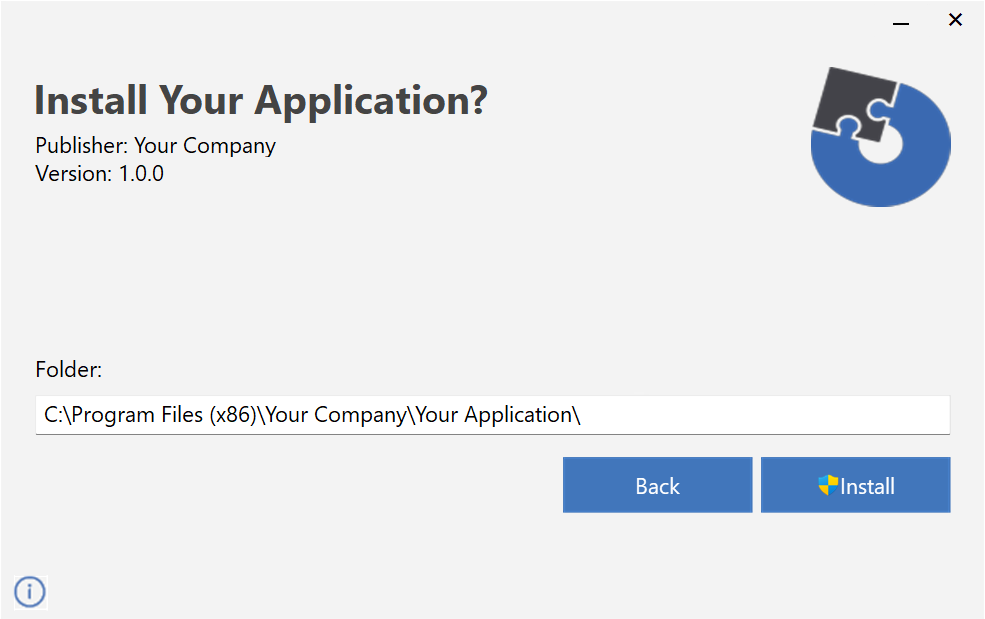 Install Your Application?
Publisher: Your Company
Version: 1.0.0
Folder:
C:\Program Files (x86)\Your Company\Your Application\
Back
Install